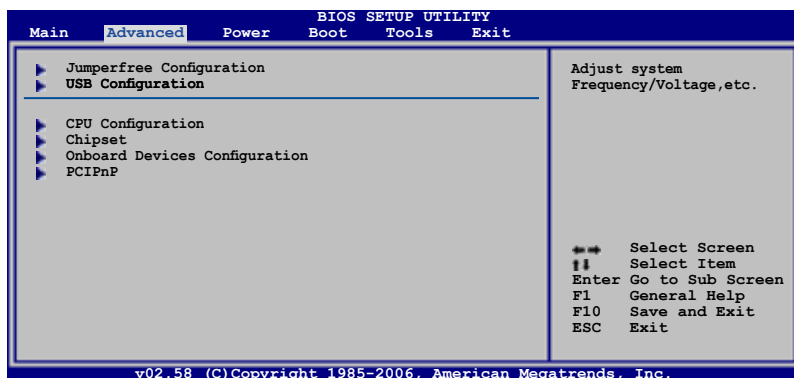 BIOS SETUP UTILITY
Main Advanced Power Boot Tools Exit
Jumperfree Configuration
USB Configuration
CPU Configuration
Chipset
Onboard Devices Configuration
PCIPnP
Adjust system
Frequency/Voltage,etc.
←→ Select Screen
↑↓ Select Item
Enter Go to Sub Screen
F1 General Help
F10 Save and Exit
ESC Exit
v02.58 (C)Copyright 1985-2006, American Megatrends, Inc.